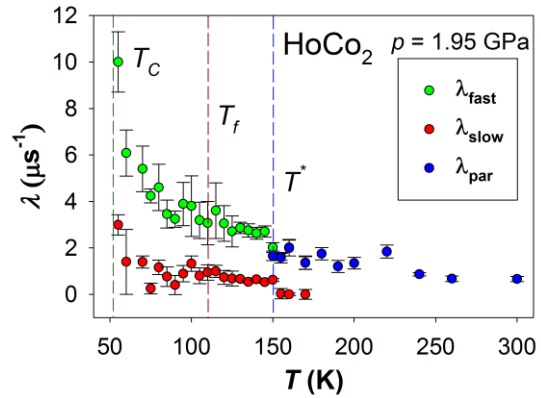 HoCo₂
p = 1.95 GPa
T_C
T_f
T*
λ_fast
λ_slow
λ_par
λ (μs⁻¹)
12
10
8
6
4
2
0
50 100 150 200 250 300
T (K)